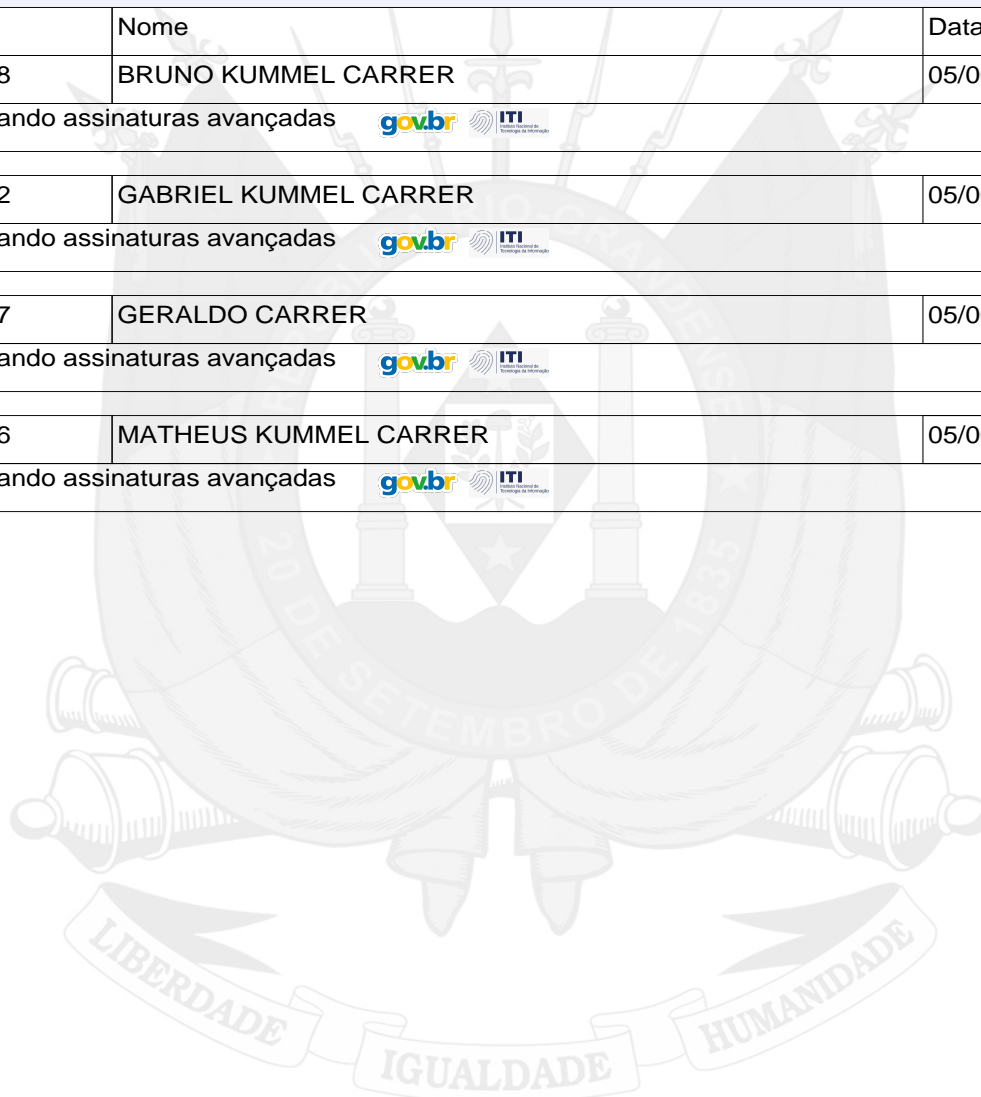 Nome Data
8 BRUNO KUMMEL CARRER 05/0
ando assinaturas avançadas gov.br ITI
2 GABRIEL KUMMEL CARRER 05/0
ando assinaturas avançadas gov.br ITI
7 GERALDO CARRER 05/0
ando assinaturas avançadas gov.br ITI
6 MATHEUS KUMMEL CARRER 05/0
ando assinaturas avançadas gov.br ITI
20 DE SETEMBRO DE 1835
LIBERDADE IGUALDADE HUMANIDADE